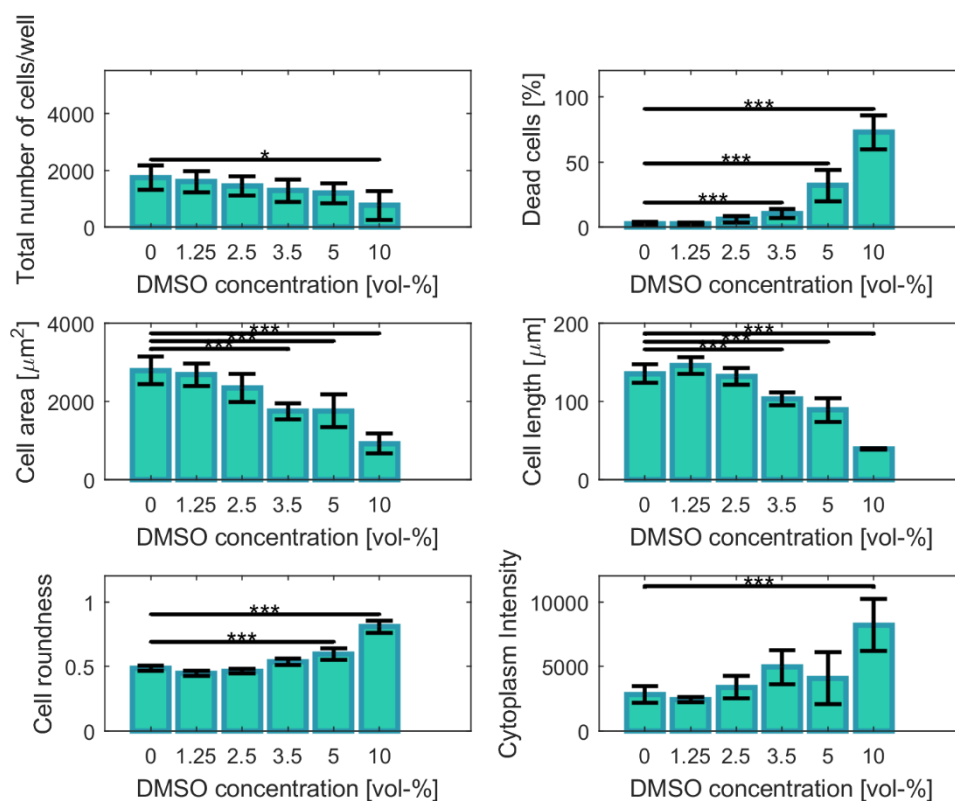 Total number of cells/well
4000
2000
0
*
0 1.25 2.5 3.5 5 10
DMSO concentration [vol-%]
Dead cells [%]
100
50
0
***
***
***
0 1.25 2.5 3.5 5 10
DMSO concentration [vol-%]
Cell area [μm²]
4000
2000
0
***
***
***
0 1.25 2.5 3.5 5 10
DMSO concentration [vol-%]
Cell length [μm]
200
100
0
***
***
***
0 1.25 2.5 3.5 5 10
DMSO concentration [vol-%]
Cell roundness
1
0.5
0
***
***
0 1.25 2.5 3.5 5 10
DMSO concentration [vol-%]
Cytoplasm Intensity
10000
5000
0
***
0 1.25 2.5 3.5 5 10
DMSO concentration [vol-%]